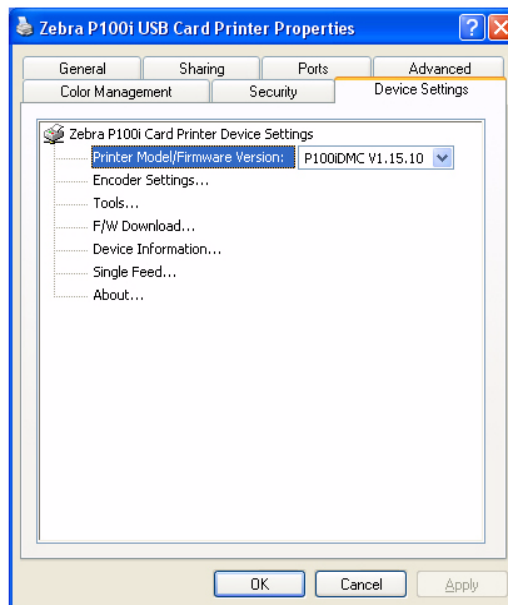 Zebra P100i USB Card Printer Properties
General Sharing Ports Advanced
Color Management Security Device Settings
Zebra P100i Card Printer Device Settings
Printer Model/Firmware Version: P100iDMC V1.15.10
Encoder Settings...
Tools...
F/W Download...
Device Information...
Single Feed...
About...
OK Cancel Apply